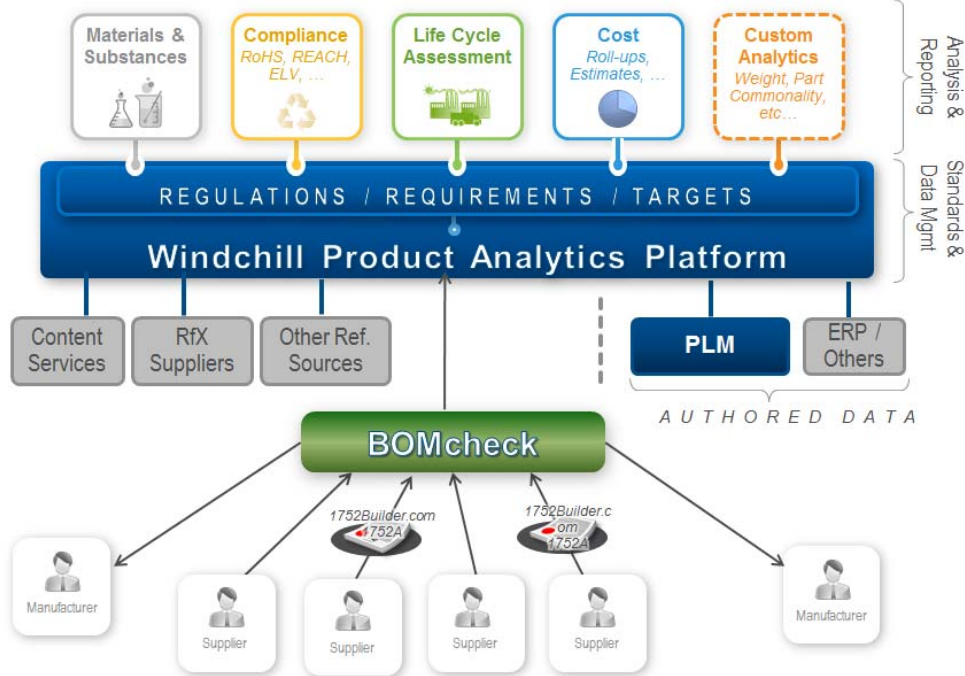 Materials &
Substances
Compliance
RoHS, REACH,
ELV, ...
Life Cycle
Assessment
Cost
Roll-ups,
Estimates, ...
Custom
Analytics
Weight, Part
Commonality,
etc...
Analysis &
Reporting
REGULATIONS / REQUIREMENTS / TARGETS
Windchill Product Analytics Platform
Standards &
Data Mgmt
Content
Services
RfX
Suppliers
Other Ref.
Sources
PLM
ERP /
Others
AUTHORED DATA
BOMcheck
1752Builder.com
1752A
1752Builder.c
om
1752A
Manufacturer
Supplier
Supplier
Supplier
Supplier
Manufacturer